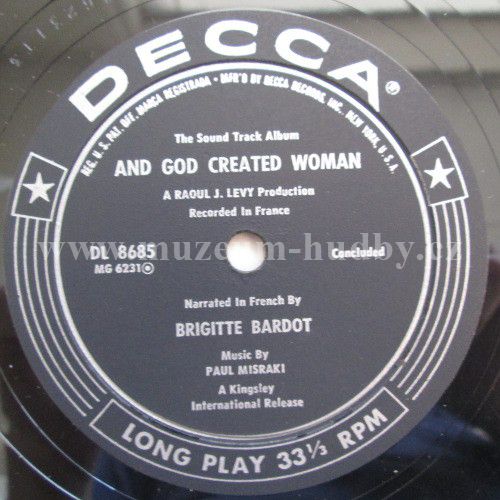 DECCA®
REG. U.S. PAT. OFF. MARCA REGISTRADA • MFR'D BY DECCA RECORDS, INC., NEW YORK, U.S.A.
The Sound Track Album
AND GOD CREATED WOMAN
A RAOUL J. LEVY Production
Recorded In France
DL 8685
MG 6231
Concluded
www.muzeum-hudby.cz
Narrated In French By
BRIGITTE BARDOT
Music By
PAUL MISRAKI
A Kingsley
International Release
LONG PLAY 33⅓ RPM